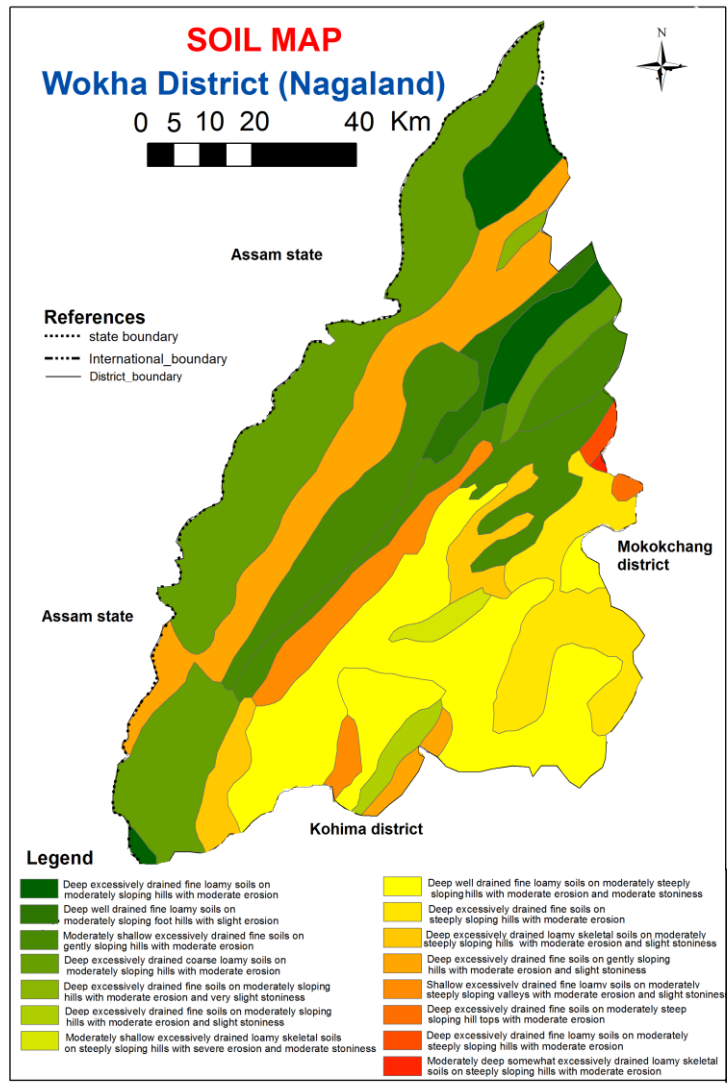 SOIL MAP
Wokha District (Nagaland)
N
0 5 10 20 40 Km
Assam state
References
state boundary
International_boundary
District_boundary
Mokokchang
district
Assam state
Kohima district
Legend
Deep excessively drained fine loamy soils on
moderately sloping hills with moderate erosion
Deep well drained fine loamy soils on
moderately sloping foot hills with slight erosion
Moderately shallow excessively drained fine soils on
gently sloping hills with moderate erosion
Deep excessively drained coarse loamy soils on
moderately sloping hills with moderate erosion
Deep excessively drained fine soils on moderately sloping
hills with moderate erosion and very slight stoniness
Deep excessively drained fine soils on moderately sloping
hills with moderate erosion and slight stoniness
Moderately shallow excessively drained loamy skeletal soils
on steeply sloping hills with severe erosion and moderate stoniness
Deep well drained fine loamy soils on moderately steeply
sloping hills with moderate erosion and moderate stoniness
Deep excessively drained fine soils on
steeply sloping hills with moderate erosion
Deep excessively drained loamy skeletal soils on moderately
steeply sloping hills with moderate erosion and slight stoniness
Deep excessively drained fine soils on gently sloping
hills with moderate erosion and slight stoniness
Shallow excessively drained fine loamy soils on moderately
steeply sloping valleys with moderate erosion and slight stoniness
Deep excessively drained fine soils on moderately steep
sloping hill tops with moderate erosion
Deep excessively drained fine loamy soils on moderately
steeply sloping hills with moderate erosion
Moderately deep somewhat excessively drained loamy skeletal
soils on steeply sloping hills with moderate erosion